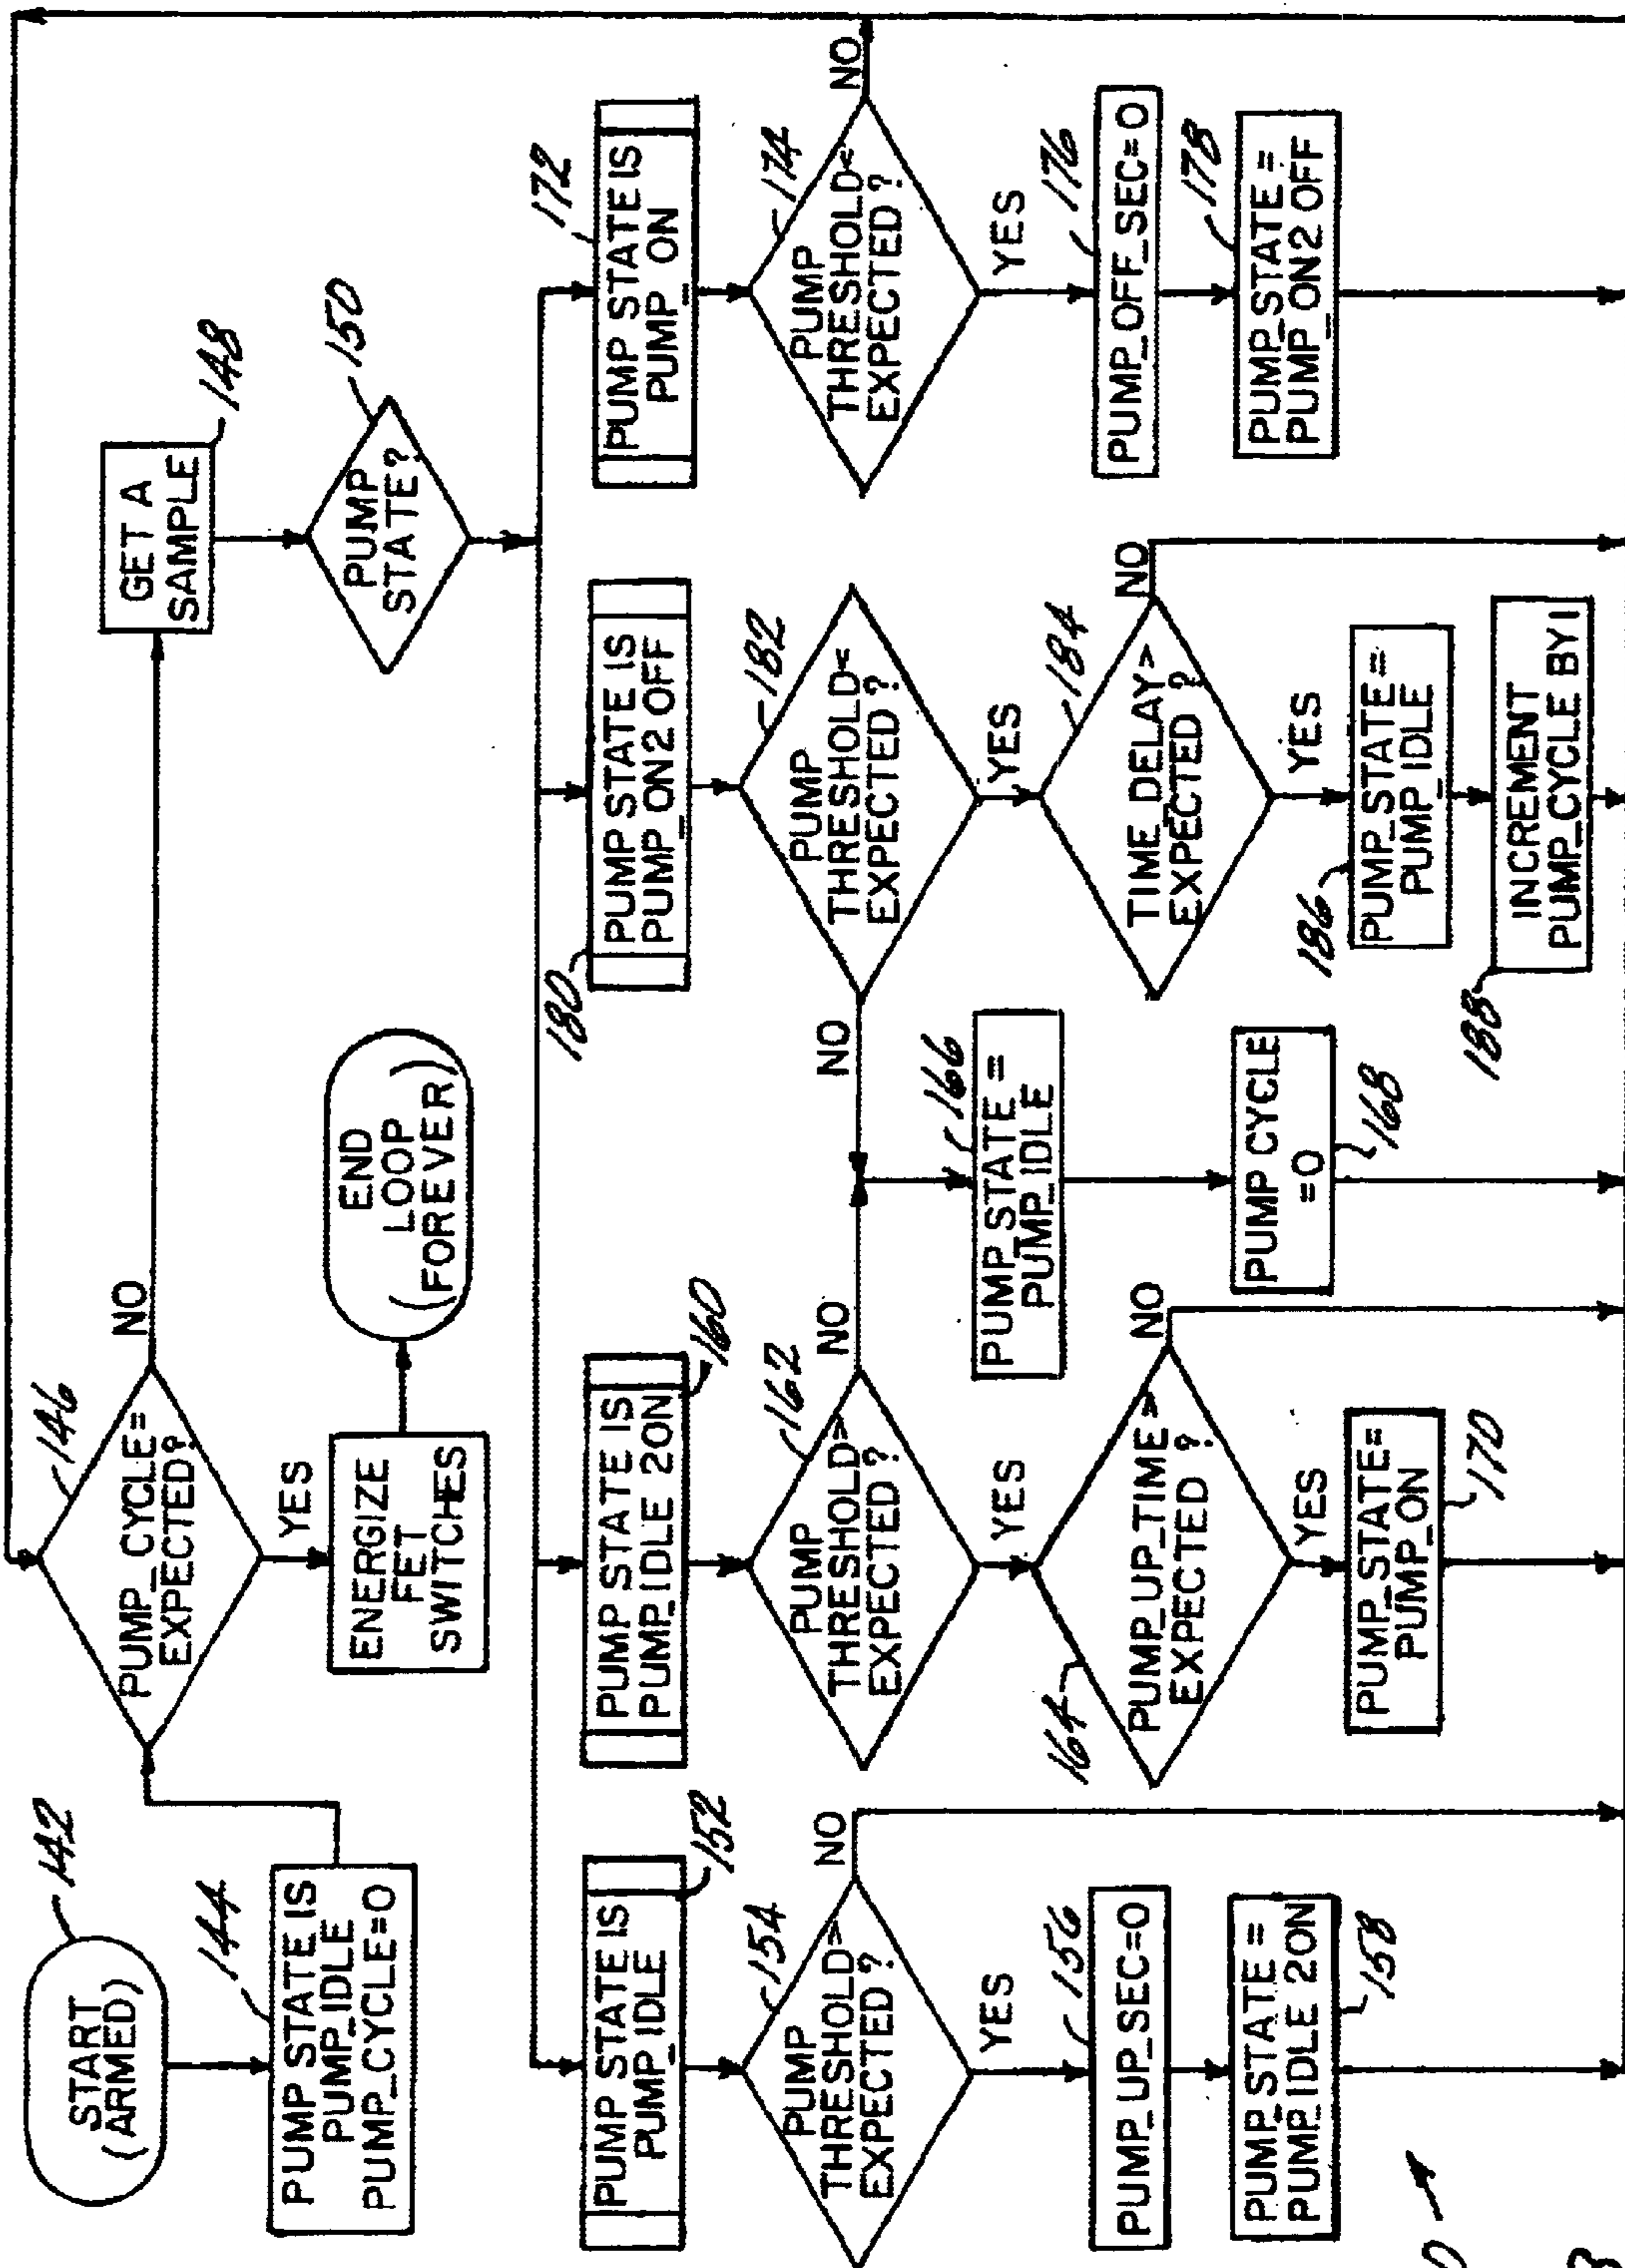 START
(ARMED)
142
PUMP STATE IS
PUMP_IDLE
PUMP_CYCLE=0
144
PUMP_CYCLE=
EXPECTED?
146
NO
YES
ENERGIZE
FET
SWITCHES
END
LOOP
(FOREVER)
GET A
SAMPLE
148
PUMP
STATE?
150
PUMP STATE IS
PUMP_IDLE
152
PUMP
THRESHOLD>
EXPECTED?
154
NO
YES
PUMP_UP_SEC=0
156
PUMP_STATE =
PUMP_IDLE 2ON
158
PUMP STATE IS
PUMP_IDLE 2ON
160
PUMP
THRESHOLD>
EXPECTED?
162
NO
YES
PUMP_UP_TIME>
EXPECTED ?
164
NO
YES
PUMP_STATE=
PUMP_ON
170
PUMP_STATE =
PUMP_IDLE
166
PUMP CYCLE
=0
168
PUMP STATE IS
PUMP_ON2 OFF
180
PUMP
THRESHOLD<
EXPECTED?
182
NO
YES
TIME_DELAY>
EXPECTED ?
184
NO
YES
PUMP_STATE=
PUMP_IDLE
186
INCREMENT
PUMP_CYCLE BY 1
188
PUMP STATE IS
PUMP_ON
172
PUMP
THRESHOLD<
EXPECTED ?
174
NO
YES
PUMP_OFF_SEC=0
176
PUMP_STATE =
PUMP_ON2 OFF
178